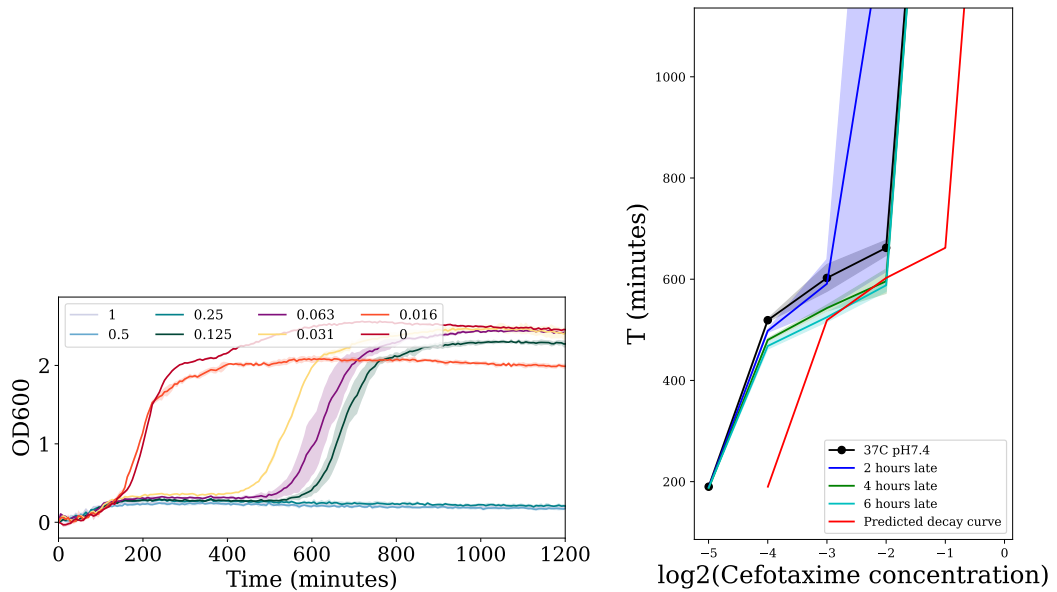 OD600
2
1
0
1
0.5
0.25
0.125
0.063
0.031
0.016
0
0 200 400 600 800 1000 1200
Time (minutes)
T (minutes)
1000
800
600
400
200
37C pH7.4
2 hours late
4 hours late
6 hours late
Predicted decay curve
−5 −4 −3 −2 −1 0
log2(Cefotaxime concentration)